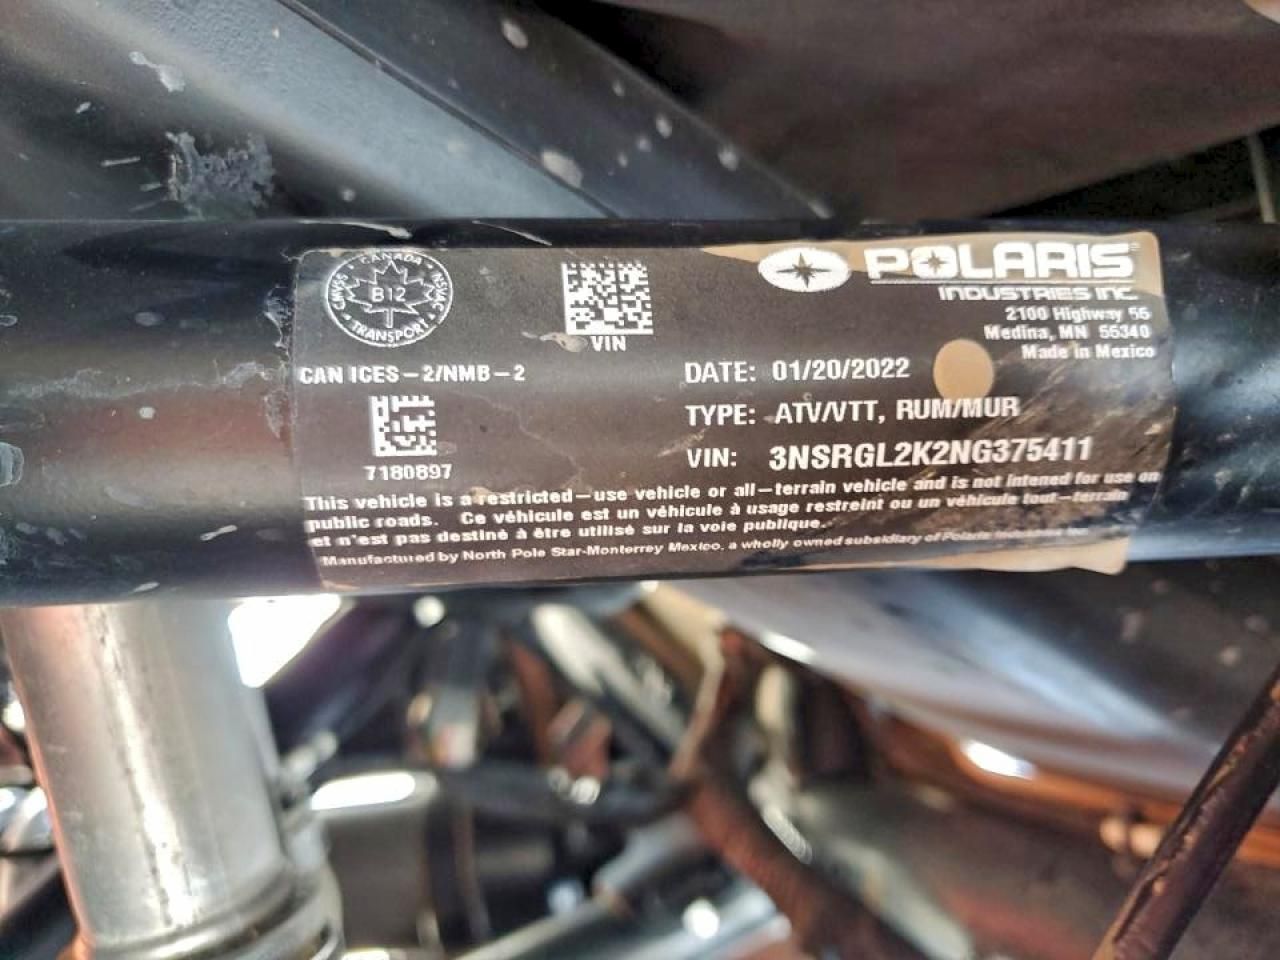 CANADA
CMVSS
NSVAC
B12
TRANSPORT
VIN
CAN ICES-2/NMB-2
7180897
POLARIS
INDUSTRIES INC.
2100 Highway 55
Medina, MN 55340
Made in Mexico
DATE: 01/20/2022
TYPE: ATV/VTT, RUM/MUR
VIN: 3NSRGL2K2NG375411
This vehicle is a restricted-use vehicle or all-terrain vehicle and is not intened for use on
public roads. Ce véhicule est un véhicule à usage restreint ou un véhicule tout-terrain
et n'est pas destiné à être utilisé sur la voie publique.
Manufactured by North Pole Star-Monterrey Mexico, a wholly owned subsidiary of Polaris Industries